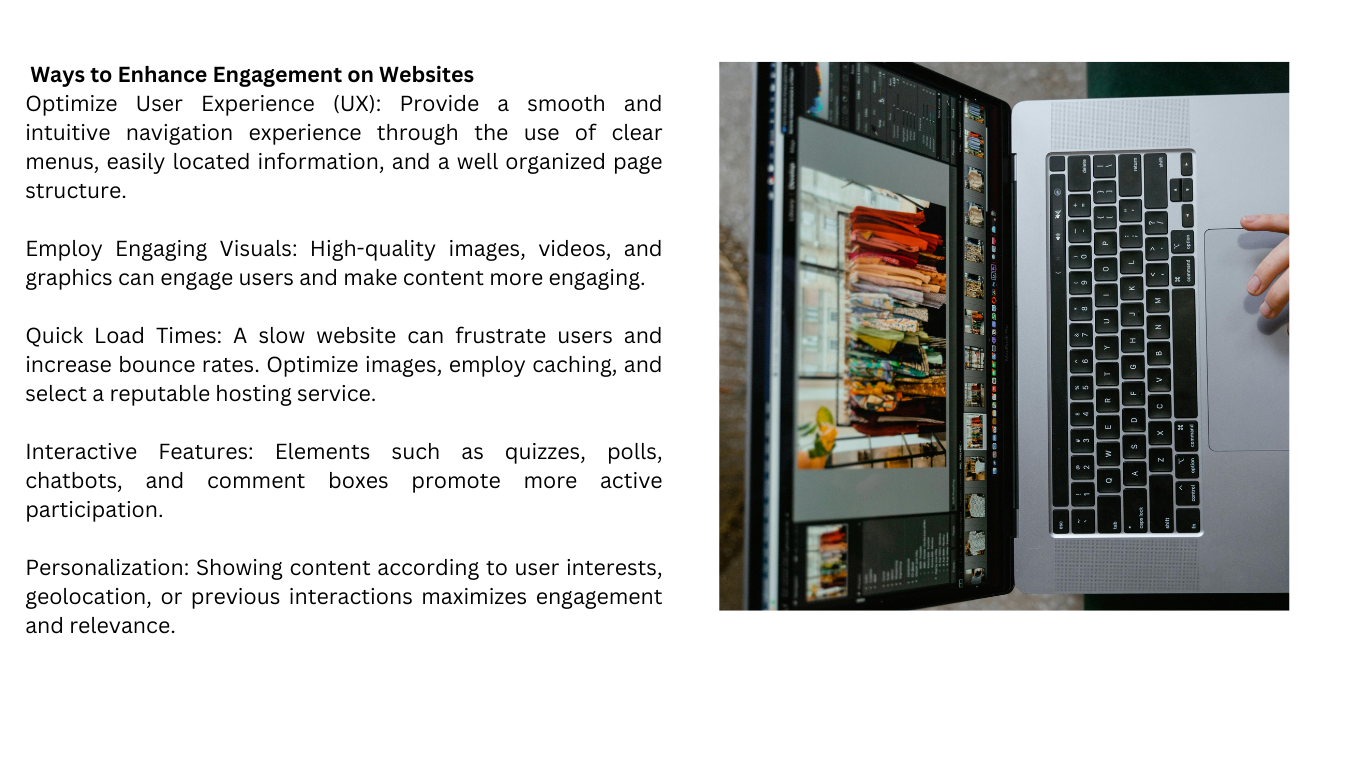 Ways to Enhance Engagement on Websites
Optimize User Experience (UX): Provide a smooth and
intuitive navigation experience through the use of clear
menus, easily located information, and a well organized page
structure.
Employ Engaging Visuals: High-quality images, videos, and
graphics can engage users and make content more engaging.
Quick Load Times: A slow website can frustrate users and
increase bounce rates. Optimize images, employ caching, and
select a reputable hosting service.
Interactive Features: Elements such as quizzes, polls,
chatbots, and comment boxes promote more active
participation.
Personalization: Showing content according to user interests,
geolocation, or previous interactions maximizes engagement
and relevance.